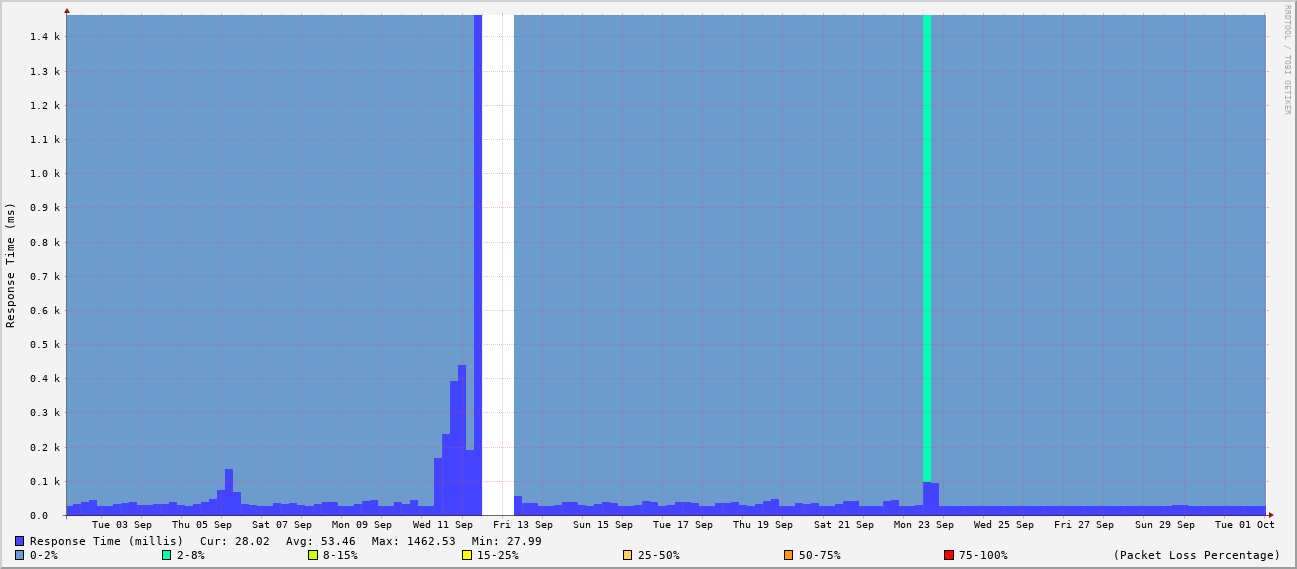 RRDTOOL / TOBI OETIKER
Response Time (ms)
1.4 k
1.3 k
1.2 k
1.1 k
1.0 k
0.9 k
0.8 k
0.7 k
0.6 k
0.5 k
0.4 k
0.3 k
0.2 k
0.1 k
0.0
Tue 03 Sep Thu 05 Sep Sat 07 Sep Mon 09 Sep Wed 11 Sep Fri 13 Sep Sun 15 Sep Tue 17 Sep Thu 19 Sep Sat 21 Sep Mon 23 Sep Wed 25 Sep Fri 27 Sep Sun 29 Sep Tue 01 Oct
Response Time (millis) Cur: 28.02 Avg: 53.46 Max: 1462.53 Min: 27.99
0-2% 2-8% 8-15% 15-25% 25-50% 50-75% 75-100% (Packet Loss Percentage)